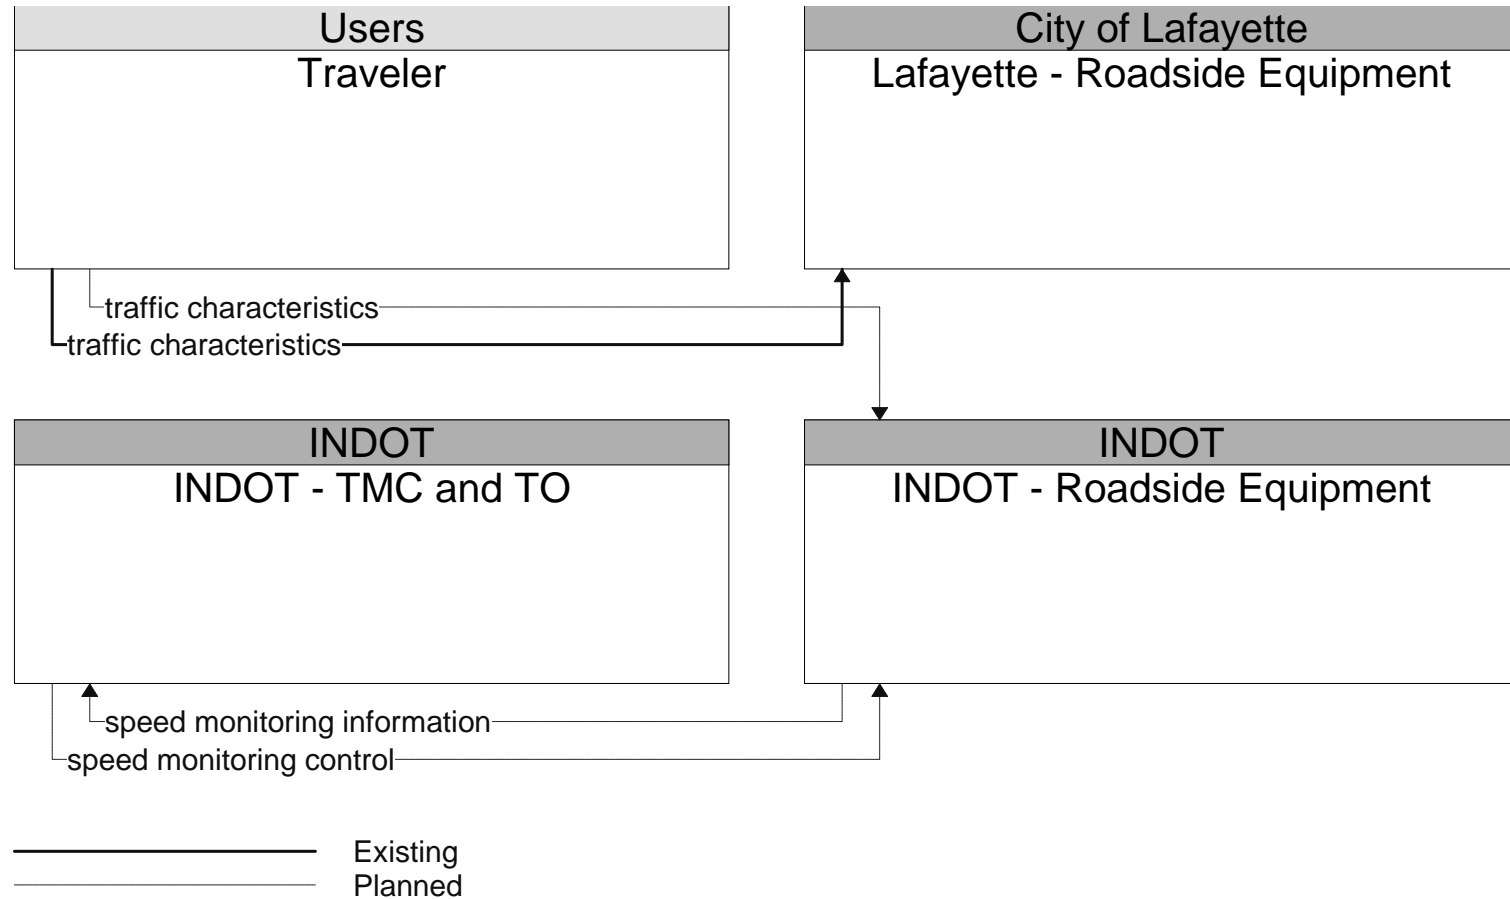 Users
Traveler
City of Lafayette
Lafayette - Roadside Equipment
traffic characteristics
traffic characteristics
INDOT
INDOT - TMC and TO
INDOT
INDOT - Roadside Equipment
speed monitoring information
speed monitoring control
Existing
Planned